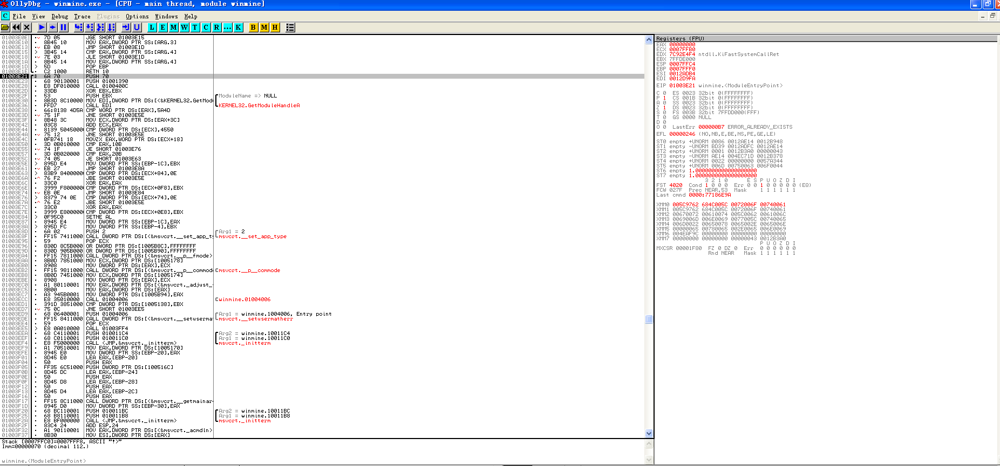 OllyDbg - winmine.exe - [CPU - main thread, module winmine]
C File View Debug Trace Plugins Options Windows Help
L E M W T C R ... K B M H
01003E0E 7D 05 JGE SHORT 01003E15
01003E10 8B45 10 MOV EAX,DWORD PTR SS:[ARG.3]
01003E13 EB 08 JMP SHORT 01003E1D
01003E15 3B45 14 CMP EAX,DWORD PTR SS:[ARG.4]
01003E18 7E 03 JLE SHORT 01003E1D
01003E1A 8B45 14 MOV EAX,DWORD PTR SS:[ARG.4]
01003E1D 5D POP EBP
01003E1E C2 1000 RETN 10
01003E21 $ 6A 70 PUSH 70
01003E23 68 90130001 PUSH 01001390
01003E28 E8 DF010000 CALL 0100400C
01003E2D 33DB XOR EBX,EBX
01003E2F 53 PUSH EBX ModuleName => NULL
01003E30 8B3D 8C10000 MOV EDI,DWORD PTR DS:[<&KERNEL32.GetMod
01003E36 FFD7 CALL EDI KERNEL32.GetModuleHandleA
01003E38 66:8138 4D5A CMP WORD PTR DS:[EAX],5A4D
01003E3D 75 1F JNE SHORT 01003E5E
01003E3F 8B48 3C MOV ECX,DWORD PTR DS:[EAX+3C]
01003E42 03C8 ADD ECX,EAX
01003E44 8139 5045000 CMP DWORD PTR DS:[ECX],4550
01003E4A 75 12 JNE SHORT 01003E5E
01003E4C 0FB741 18 MOVZX EAX,WORD PTR DS:[ECX+18]
01003E50 3D 0B010000 CMP EAX,10B
01003E55 74 1F JE SHORT 01003E76
01003E57 3D 0B020000 CMP EAX,20B
01003E5C 74 05 JE SHORT 01003E63
01003E5E 895D E4 MOV DWORD PTR SS:[EBP-1C],EBX
01003E61 EB 27 JMP SHORT 01003E8A
01003E63 83B9 8400000 CMP DWORD PTR DS:[ECX+84],0E
01003E6A 76 F2 JBE SHORT 01003E5E
01003E6C 33C0 XOR EAX,EAX
01003E6E 3999 F800000 CMP DWORD PTR DS:[ECX+0F8],EBX
01003E74 EB 0E JMP SHORT 01003E84
01003E76 8379 74 0E CMP DWORD PTR DS:[ECX+74],0E
01003E7A 76 E2 JBE SHORT 01003E5E
01003E7C 33C0 XOR EAX,EAX
01003E7E 3999 E800000 CMP DWORD PTR DS:[ECX+0E8],EBX
01003E84 0F95C0 SETNE AL
01003E87 8945 E4 MOV DWORD PTR SS:[EBP-1C],EAX
01003E8A 895D FC MOV DWORD PTR SS:[EBP-4],EBX
01003E8D 6A 02 PUSH 2 Arg1 = 2
01003E8F FF15 7411000 CALL DWORD PTR DS:[<&msvcrt.__set_app_ty msvcrt.__set_app_type
01003E95 59 POP ECX
01003E96 830D 8C5B000 OR DWORD PTR DS:[1005B8C],FFFFFFFF
01003E9D 830D 905B000 OR DWORD PTR DS:[1005B90],FFFFFFFF
01003EA4 FF15 7811000 CALL DWORD PTR DS:[<&msvcrt.__p__fmode>]
01003EAA 8B0D 7851000 MOV ECX,DWORD PTR DS:[1005178]
01003EB0 8908 MOV DWORD PTR DS:[EAX],ECX
01003EB2 FF15 9811000 CALL DWORD PTR DS:[<&msvcrt.__p__commode msvcrt.__p__commode
01003EB8 8B0D 7451000 MOV ECX,DWORD PTR DS:[1005174]
01003EBE 8908 MOV DWORD PTR DS:[EAX],ECX
01003EC0 A1 80110001 MOV EAX,DWORD PTR DS:[<&msvcrt._adjust_
01003EC5 8B00 MOV EAX,DWORD PTR DS:[EAX]
01003EC7 A3 945B0001 MOV DWORD PTR DS:[1005B94],EAX
01003ECC E8 35010000 CALL 01004006 winmine.01004006
01003ED1 391D 3851000 CMP DWORD PTR DS:[1005138],EBX
01003ED7 75 0C JNE SHORT 01003EE5
01003ED9 68 06400001 PUSH 01004006 Arg1 = winmine.1004006, Entry point
01003EDE FF15 8411000 CALL DWORD PTR DS:[<&msvcrt.__setusermat msvcrt.__setusermatherr
01003EE4 59 POP ECX
01003EE5 E8 0A010000 CALL 01003FF4
01003EEA 68 C4110001 PUSH 010011C4 Arg2 = winmine.10011C4
01003EEF 68 C0110001 PUSH 010011C0 Arg1 = winmine.10011C0
01003EF4 E8 F5000000 CALL <JMP.&msvcrt._initterm> msvcrt._initterm
01003EF9 A1 70510001 MOV EAX,DWORD PTR DS:[1005170]
01003EFE 8945 E0 MOV DWORD PTR SS:[EBP-20],EAX
01003F01 8D45 E0 LEA EAX,[EBP-20]
01003F04 50 PUSH EAX
01003F05 FF35 6C51000 PUSH DWORD PTR DS:[100516C]
01003F0B 8D45 DC LEA EAX,[EBP-24]
01003F0E 50 PUSH EAX
01003F0F 8D45 D8 LEA EAX,[EBP-28]
01003F12 50 PUSH EAX
01003F13 8D45 D4 LEA EAX,[EBP-2C]
01003F16 50 PUSH EAX
01003F17 FF15 8C11000 CALL DWORD PTR DS:[<&msvcrt.__getmainar
01003F1D 8945 D0 MOV DWORD PTR SS:[EBP-30],EAX
01003F20 68 BC110001 PUSH 010011BC Arg2 = winmine.10011BC
01003F25 68 B8110001 PUSH 010011B8 Arg1 = winmine.10011B8
01003F2A E8 BF000000 CALL <JMP.&msvcrt._initterm> msvcrt._initterm
01003F2F 83C4 24 ADD ESP,24
01003F32 A1 90110001 MOV EAX,DWORD PTR DS:[<&msvcrt._acmdln>]
01003F37 8B30 MOV ESI,DWORD PTR DS:[EAX]
Stack [0007FFC0]=0007FFF8, ASCII "!>"
Imm=00000070 (decimal 112.)
winmine.<ModuleEntryPoint>
Registers (FPU)
EAX 00000000
ECX 0007FFB0
EDX 7C92E4F4 ntdll.KiFastSystemCallRet
EBX 7FFDE000
ESP 0007FFC4
EBP 0007FFF0
ESI 0012ADB4
EDI 0012D9FA
EIP 01003E21 winmine.<ModuleEntryPoint>
C 0 ES 0023 32bit 0(FFFFFFFF)
P 1 CS 001B 32bit 0(FFFFFFFF)
A 0 SS 0023 32bit 0(FFFFFFFF)
Z 1 DS 0023 32bit 0(FFFFFFFF)
S 0 FS 003B 32bit 7FFDD000(FFF)
T 0 GS 0000 NULL
D 0
O 0 LastErr 000000B7 ERROR_ALREADY_EXISTS
EFL 00000246 (NO,NB,E,BE,NS,PE,GE,LE)
ST0 empty +UNORM 0086 0012AE14 0012B948
ST1 empty -UNORM BD39 0012ADFC 0012AE14
ST2 empty +UNORM 0001 0012B3A0 00000043
ST3 empty -UNORM AE14 004EC71D 0012B378
ST4 empty +UNORM 0022 00000000 0057A344
ST5 empty +UNORM 006D 00750063 006F0044
ST6 empty 1.0000000000000000000
ST7 empty 1.0000000000000000000
3 2 1 0 E S P U O Z D I
FST 4020 Cond 1 0 0 0 Err 0 0 1 0 0 0 0 0 (EQ)
FCW 027F Prec NEAR,53 Mask 1 1 1 1 1 1
Last cmnd 0000:77186E9A
XMM0 005C9762 684C005C 0072006F 00740061
XMM1 005C9762 684C005C 0072006F 00740061
XMM2 00670072 00610074 005C0062 0061006C
XMM3 0069006D 006E0069 0077005C 00740065
XMM4 006D0022 00650078 0065002E 0065006E
XMM5 00000065 00780065 002E0065 006E0069
XMM6 004EAF9C 00000000 00000000 00000000
XMM7 00000000 00000000 00000043 0012B3A0
P U O Z D I
MXCSR 00001F80 FZ 0 DZ 0 Err 0 0 0 0 0 0
Rnd NEAR Mask 1 1 1 1 1 1